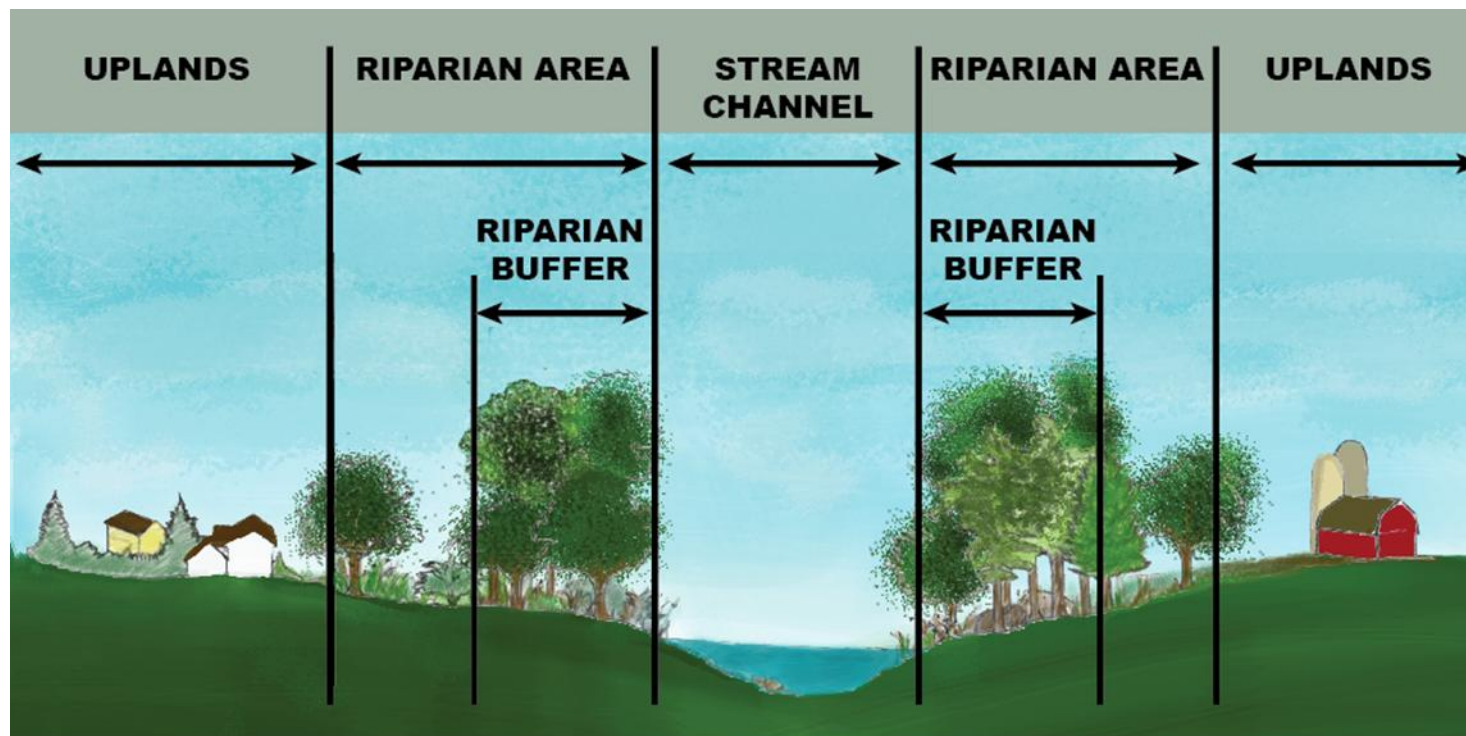 UPLANDS
RIPARIAN AREA
STREAM
CHANNEL
RIPARIAN AREA
UPLANDS
RIPARIAN
BUFFER
RIPARIAN
BUFFER